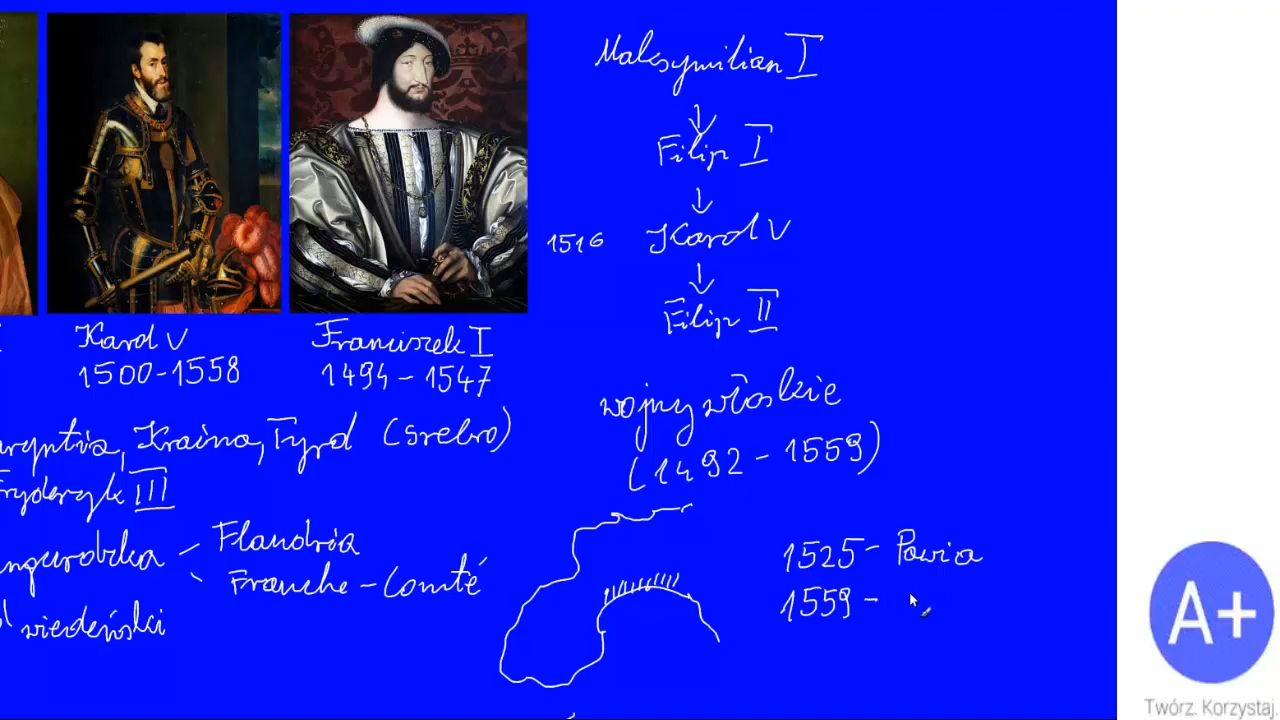 Maksymilian I
↓
Filip I
↓
1516 Karol V
↓
Filip II
Karol V
1500-1558
Franciszek I
1494-1547
Karyntia, Kraina, Tyrol (srebro)
Fryderyk III
Flandria
Franche-Comté
wiedeński
wojny włoskie
(1492-1559)
1525- Pawia
1559-
A+
Twórz. Korzystaj.